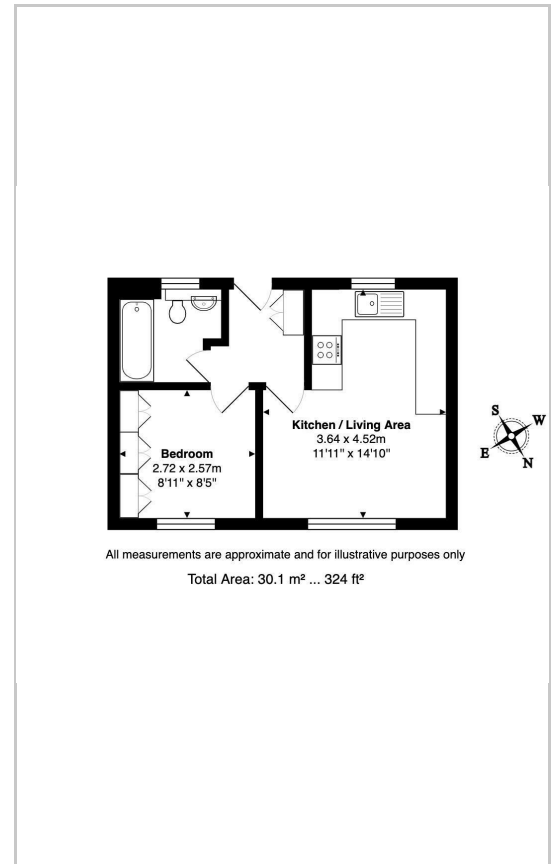 Kitchen / Living Area
3.64 x 4.52m
11'11" x 14'10"
Bedroom
2.72 x 2.57m
8'11" x 8'5"
S
W
E
N
All measurements are approximate and for illustrative purposes only
Total Area: 30.1 m² ... 324 ft²